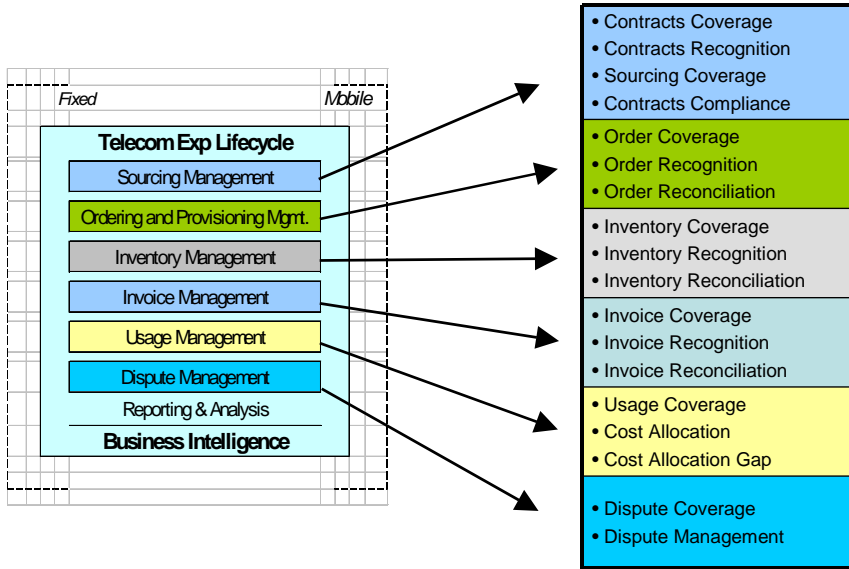 Fixed
Mobile
Telecom Exp Lifecycle
Sourcing Management
Ordering and Provisioning Mgmt.
Inventory Management
Invoice Management
Usage Management
Dispute Management
Reporting & Analysis
Business Intelligence
• Contracts Coverage
• Contracts Recognition
• Sourcing Coverage
• Contracts Compliance
• Order Coverage
• Order Recognition
• Order Reconciliation
• Inventory Coverage
• Inventory Recognition
• Inventory Reconciliation
• Invoice Coverage
• Invoice Recognition
• Invoice Reconciliation
• Usage Coverage
• Cost Allocation
• Cost Allocation Gap
• Dispute Coverage
• Dispute Management